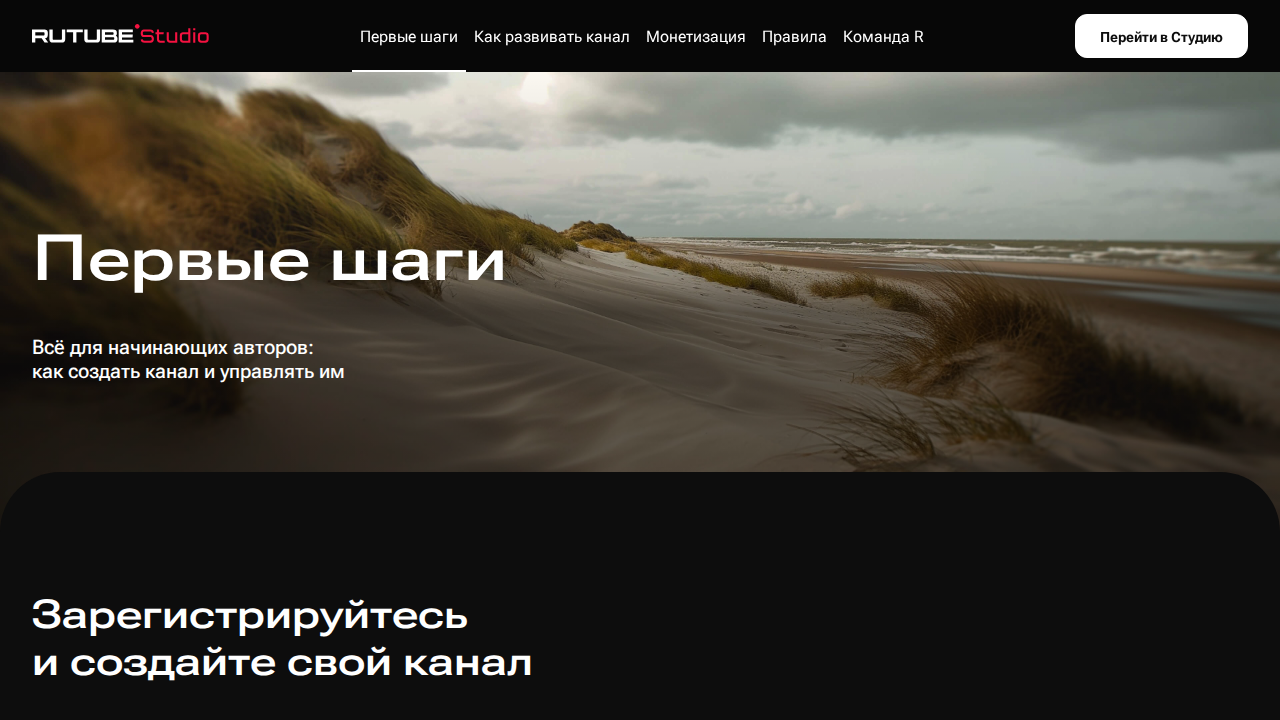 RUTUBE Studio
Первые шаги
Как развивать канал
Монетизация
Правила
Команда R
Перейти в Студию
Первые шаги
Всё для начинающих авторов:
как создать канал и управлять им
Зарегистрируйтесь
и создайте свой канал